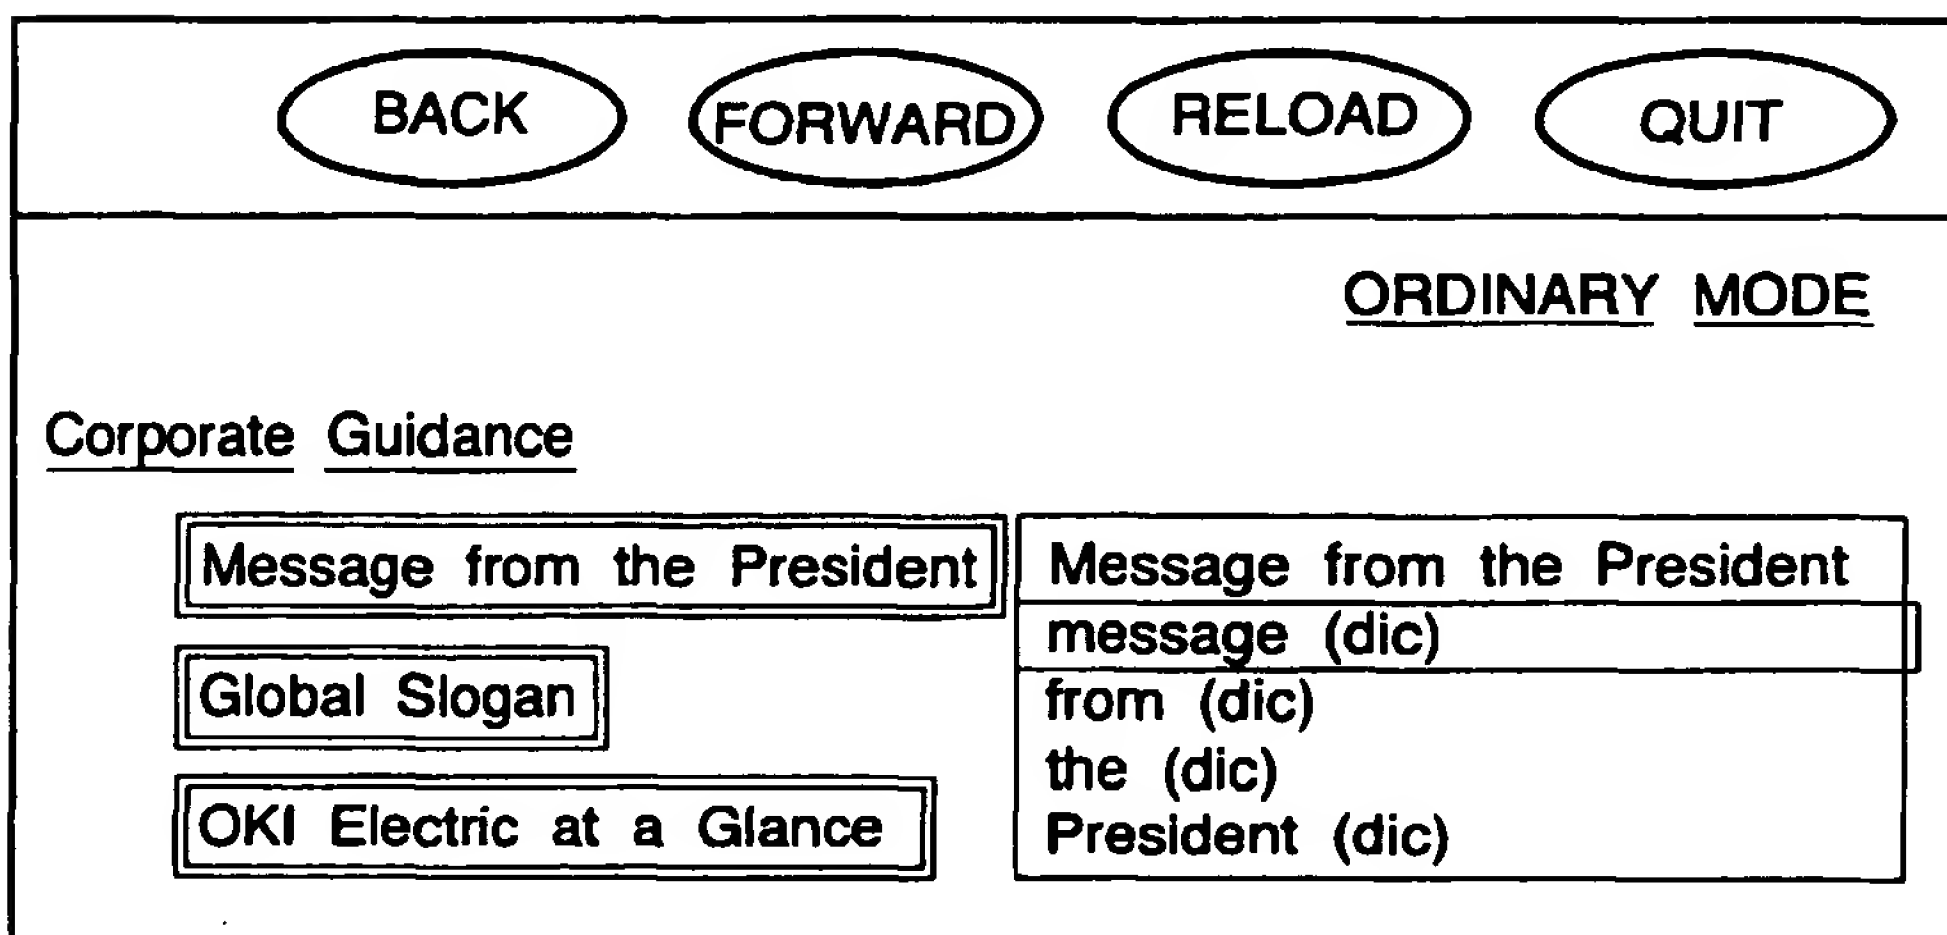 BACK FORWARD RELOAD QUIT
ORDINARY MODE
Corporate Guidance
Message from the President
Global Slogan
OKI Electric at a Glance
Message from the President
message (dic)
from (dic)
the (dic)
President (dic)